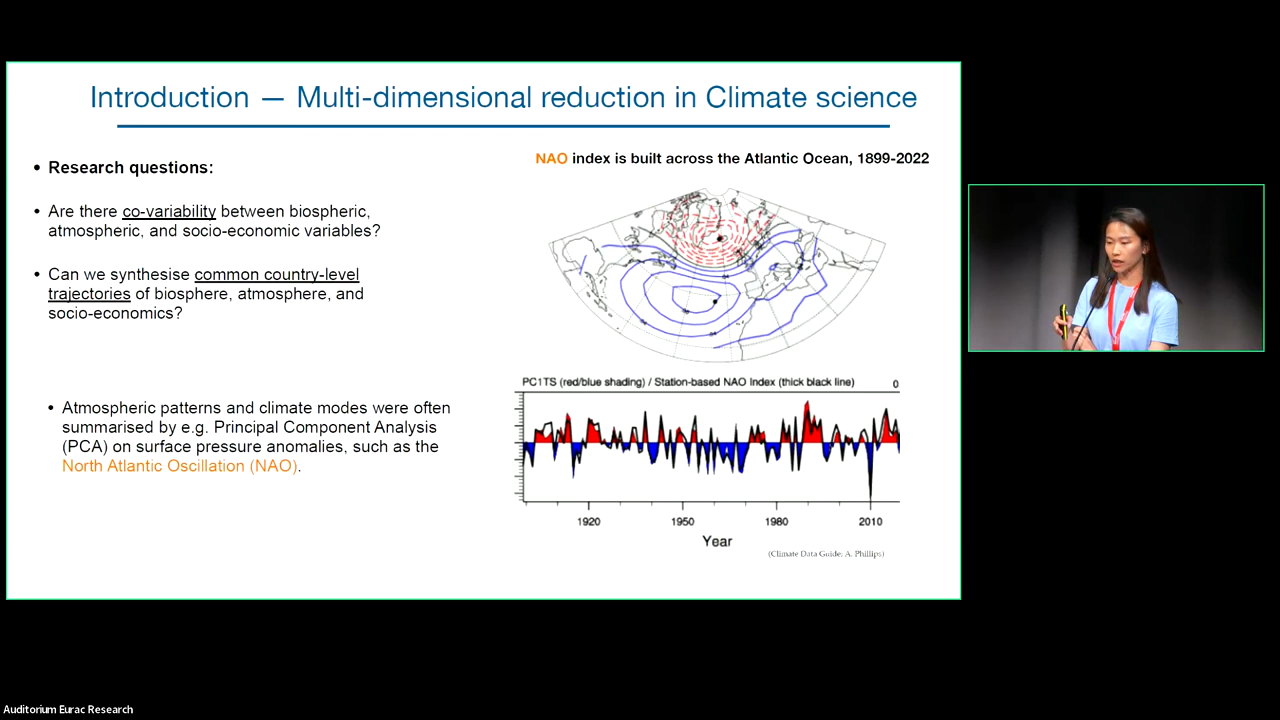 Introduction — Multi-dimensional reduction in Climate science
• Research questions:
• Are there co-variability between biospheric,
atmospheric, and socio-economic variables?
• Can we synthesise common country-level
trajectories of biosphere, atmosphere, and
socio-economics?
• Atmospheric patterns and climate modes were often
summarised by e.g. Principal Component Analysis
(PCA) on surface pressure anomalies, such as the
North Atlantic Oscillation (NAO).
NAO index is built across the Atlantic Ocean, 1899-2022
PC1TS (red/blue shading) / Station-based NAO Index (thick black line)
0
1920 1950 1980 2010
Year
(Climate Data Guide: A. Phillips)
Auditorium Eurac Research